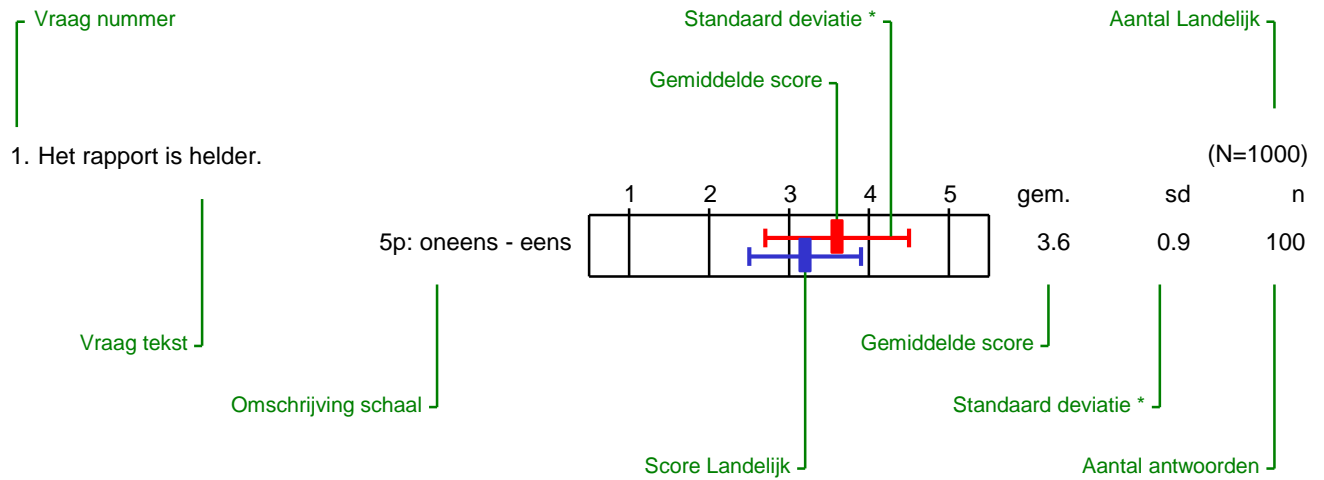 Vraag nummer
Standaard deviatie *
Aantal Landelijk
Gemiddelde score
1. Het rapport is helder.
(N=1000)
1 2 3 4 5 gem. sd n
5p: oneens - eens 3.6 0.9 100
Vraag tekst
Gemiddelde score
Omschrijving schaal
Standaard deviatie *
Score Landelijk
Aantal antwoorden